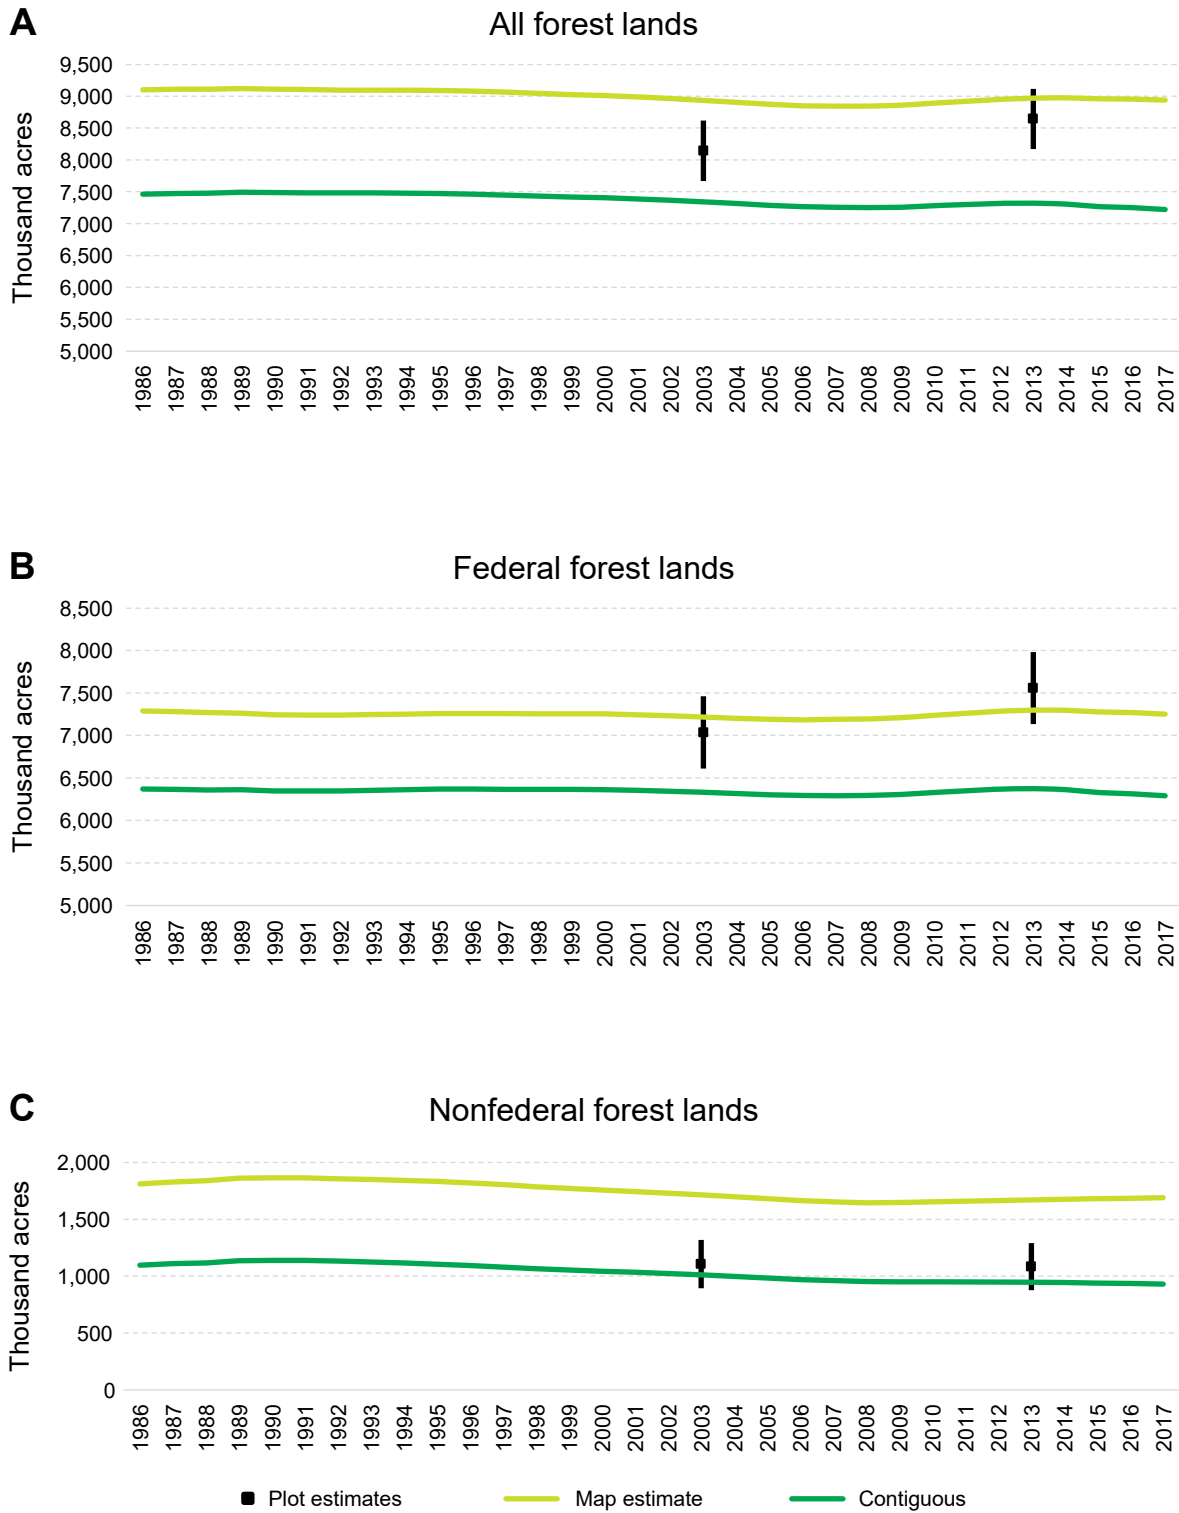 A
All forest lands
Thousand acres
9,500
9,000
8,500
8,000
7,500
7,000
6,500
6,000
5,500
5,000
1986 1987 1988 1989 1990 1991 1992 1993 1994 1995 1996 1997 1998 1999 2000 2001 2002 2003 2004 2005 2006 2007 2008 2009 2010 2011 2012 2013 2014 2015 2016 2017
B
Federal forest lands
Thousand acres
8,500
8,000
7,500
7,000
6,500
6,000
5,500
5,000
1986 1987 1988 1989 1990 1991 1992 1993 1994 1995 1996 1997 1998 1999 2000 2001 2002 2003 2004 2005 2006 2007 2008 2009 2010 2011 2012 2013 2014 2015 2016 2017
C
Nonfederal forest lands
Thousand acres
2,000
1,500
1,000
500
0
1986 1987 1988 1989 1990 1991 1992 1993 1994 1995 1996 1997 1998 1999 2000 2001 2002 2003 2004 2005 2006 2007 2008 2009 2010 2011 2012 2013 2014 2015 2016 2017
Plot estimates Map estimate Contiguous